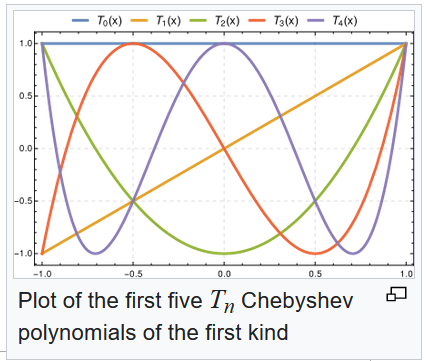 T₀(x) T₁(x) T₂(x) T₃(x) T₄(x)
1.0
0.5
0.0
-0.5
-1.0
-1.0 -0.5 0.0 0.5 1.0
Plot of the first five Tₙ Chebyshev
polynomials of the first kind